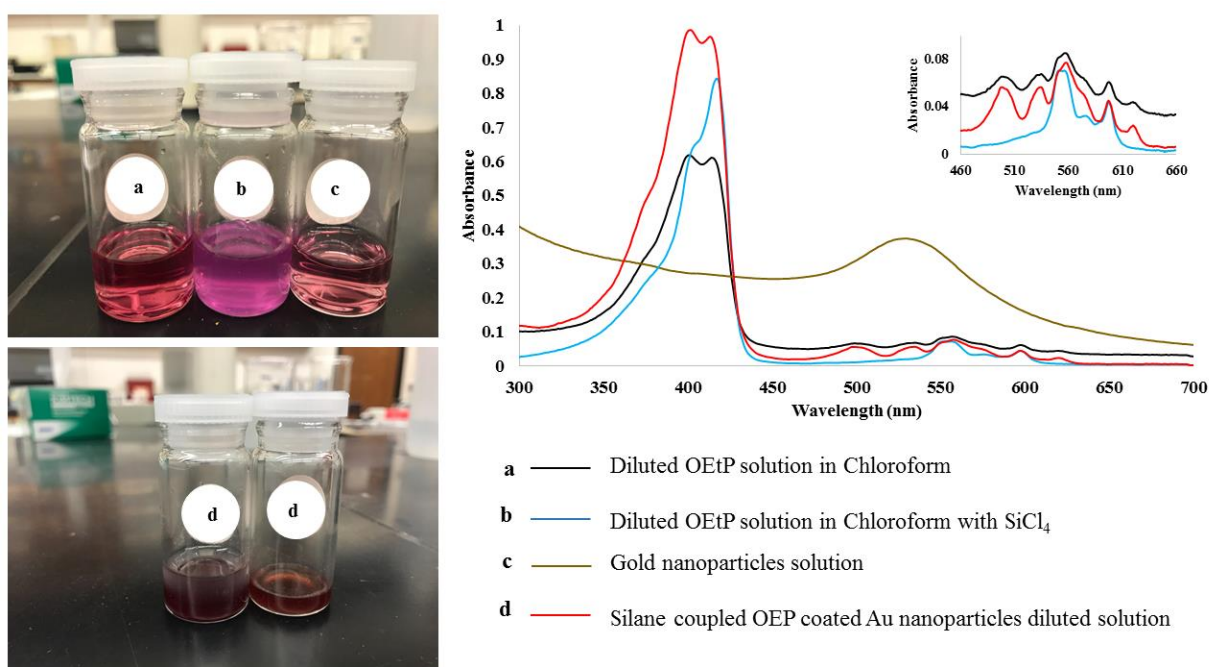 a
b
c
d
d
Absorbance
1
0.9
0.8
0.7
0.6
0.5
0.4
0.3
0.2
0.1
0
300
350
400
450
500
550
600
650
700
Wavelength (nm)
Absorbance
0.08
0.04
0
460
510
560
610
660
Wavelength (nm)
a Diluted OEtP solution in Chloroform
b Diluted OEtP solution in Chloroform with SiCl₄
c Gold nanoparticles solution
d Silane coupled OEP coated Au nanoparticles diluted solution